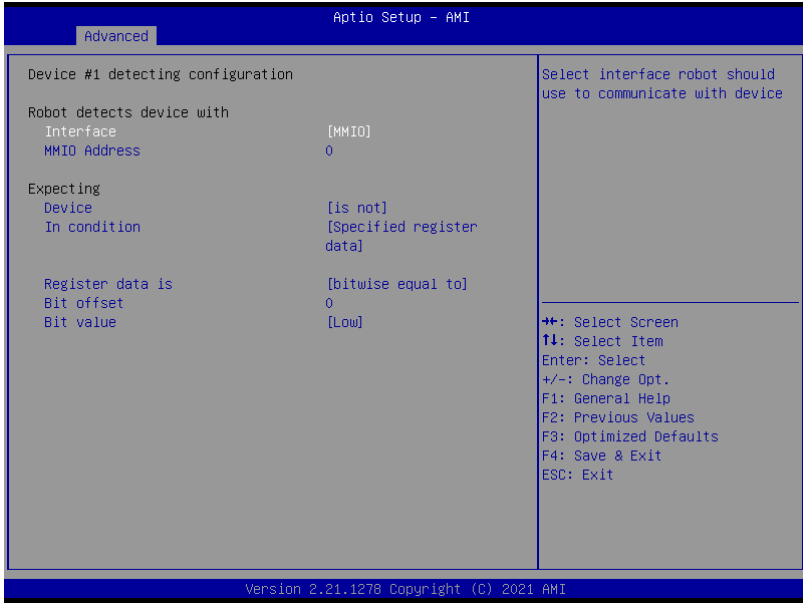 Aptio Setup – AMI
Advanced
Device #1 detecting configuration
Robot detects device with
Interface [MMIO]
MMIO Address 0
Expecting
Device [is not]
In condition [Specified register
data]
Register data is [bitwise equal to]
Bit offset 0
Bit value [Low]
Select interface robot should
use to communicate with device
→←: Select Screen
↑↓: Select Item
Enter: Select
+/-: Change Opt.
F1: General Help
F2: Previous Values
F3: Optimized Defaults
F4: Save & Exit
ESC: Exit
Version 2.21.1278 Copyright (C) 2021 AMI